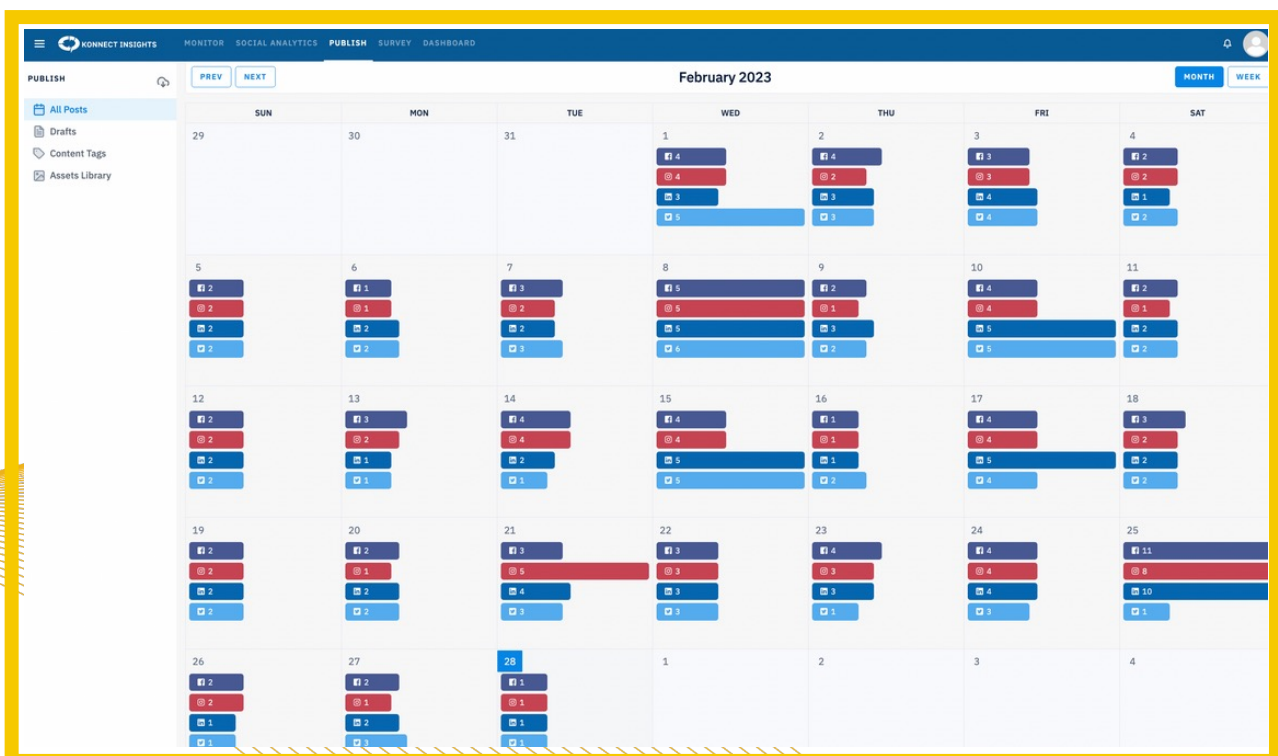 KONNECT INSIGHTS MONITOR SOCIAL ANALYTICS PUBLISH SURVEY DASHBOARD
PUBLISH
PREV NEXT February 2023 MONTH WEEK
All Posts
Drafts
Content Tags
Assets Library
SUN MON TUE WED THU FRI SAT
29 30 31 1 2 3 4
4 4 3 2
4 2 3 2
3 3 4 1
5 3 4 2
5 6 7 8 9 10 11
2 1 3 5 2 4 2
2 1 2 5 1 4 1
2 2 2 5 3 5 2
2 2 3 6 2 5 2
12 13 14 15 16 17 18
2 3 4 4 1 4 3
2 2 4 4 1 4 2
2 1 2 5 1 5 2
2 1 1 5 2 4 2
19 20 21 22 23 24 25
2 2 3 3 4 4 11
2 1 5 3 3 4 8
2 2 4 3 3 4 10
2 2 3 3 1 3 1
26 27 28 1 2 3 4
2 2 1
2 1 1
1 2 1
1 3 1